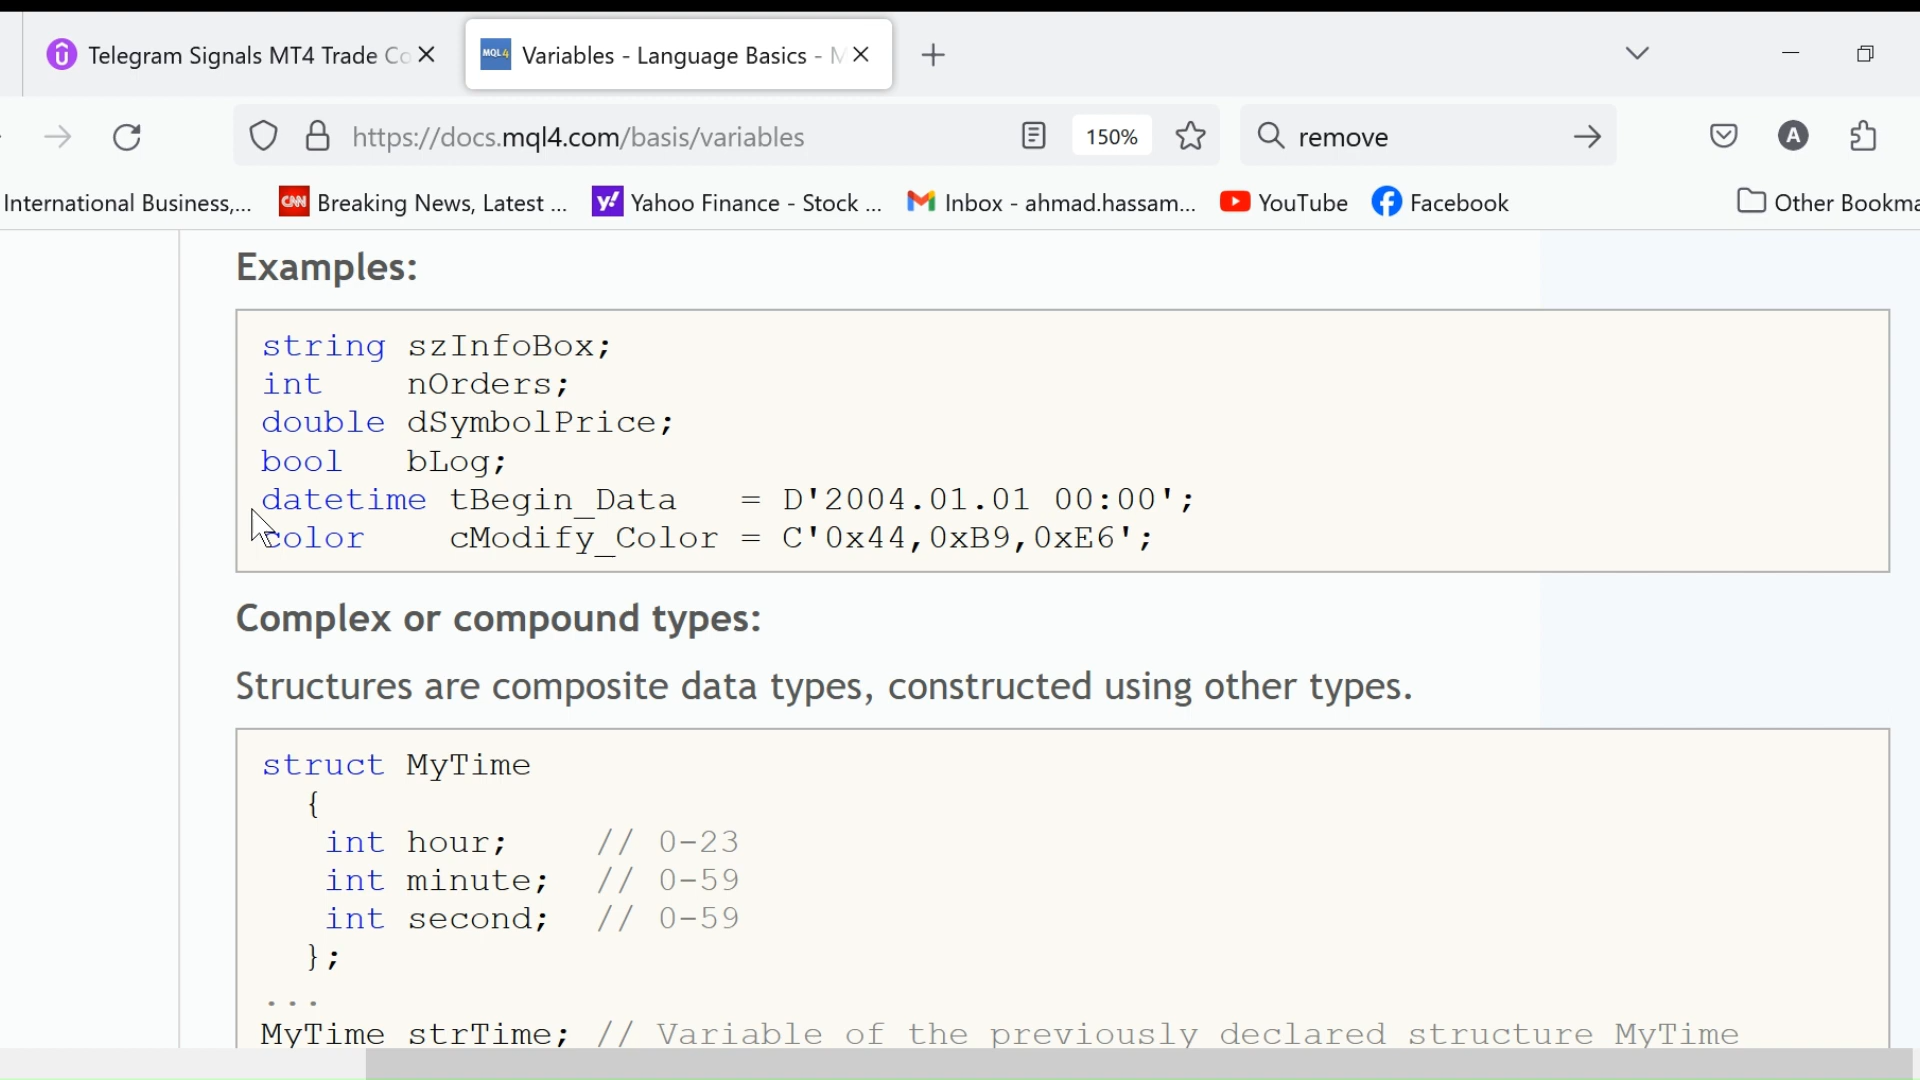 Telegram Signals MT4 Trade Co
MQL4 Variables - Language Basics - M
https://docs.mql4.com/basis/variables
150%
remove
A
International Business,...
CNN Breaking News, Latest ...
y! Yahoo Finance - Stock ...
Inbox - ahmad.hassam...
YouTube
Facebook
Other Bookma
Examples:
string szInfoBox;
int    nOrders;
double dSymbolPrice;
bool   bLog;
datetime tBegin_Data   = D'2004.01.01 00:00';
color    cModify_Color = C'0x44,0xB9,0xE6';
Complex or compound types:
Structures are composite data types, constructed using other types.
struct MyTime
{
int hour;    // 0-23
int minute;  // 0-59
int second;  // 0-59
};
...
MyTime strTime; // Variable of the previously declared structure MyTime